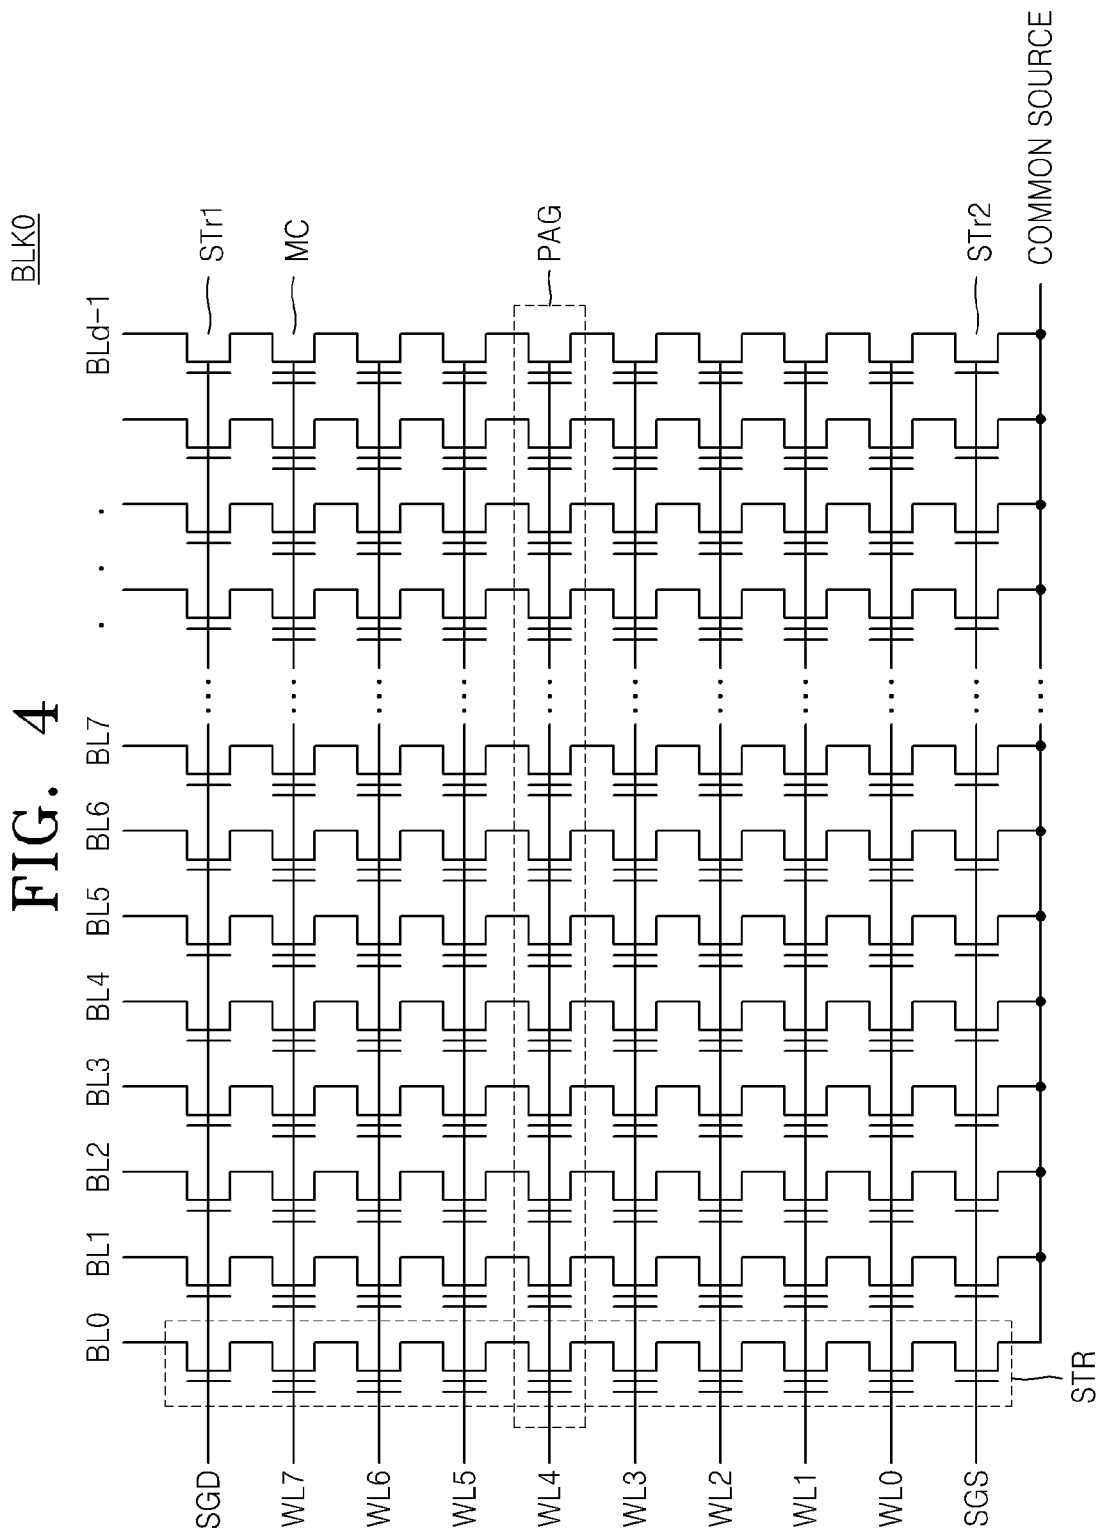 FIG. 4
BLK0
BL0 BL1 BL2 BL3 BL4 BL5 BL6 BL7 . . . BLd-1
SGD STr1
WL7 MC
WL6
WL5
WL4 PAG
WL3
WL2
WL1
WL0
SGS STr2
COMMON SOURCE
STR